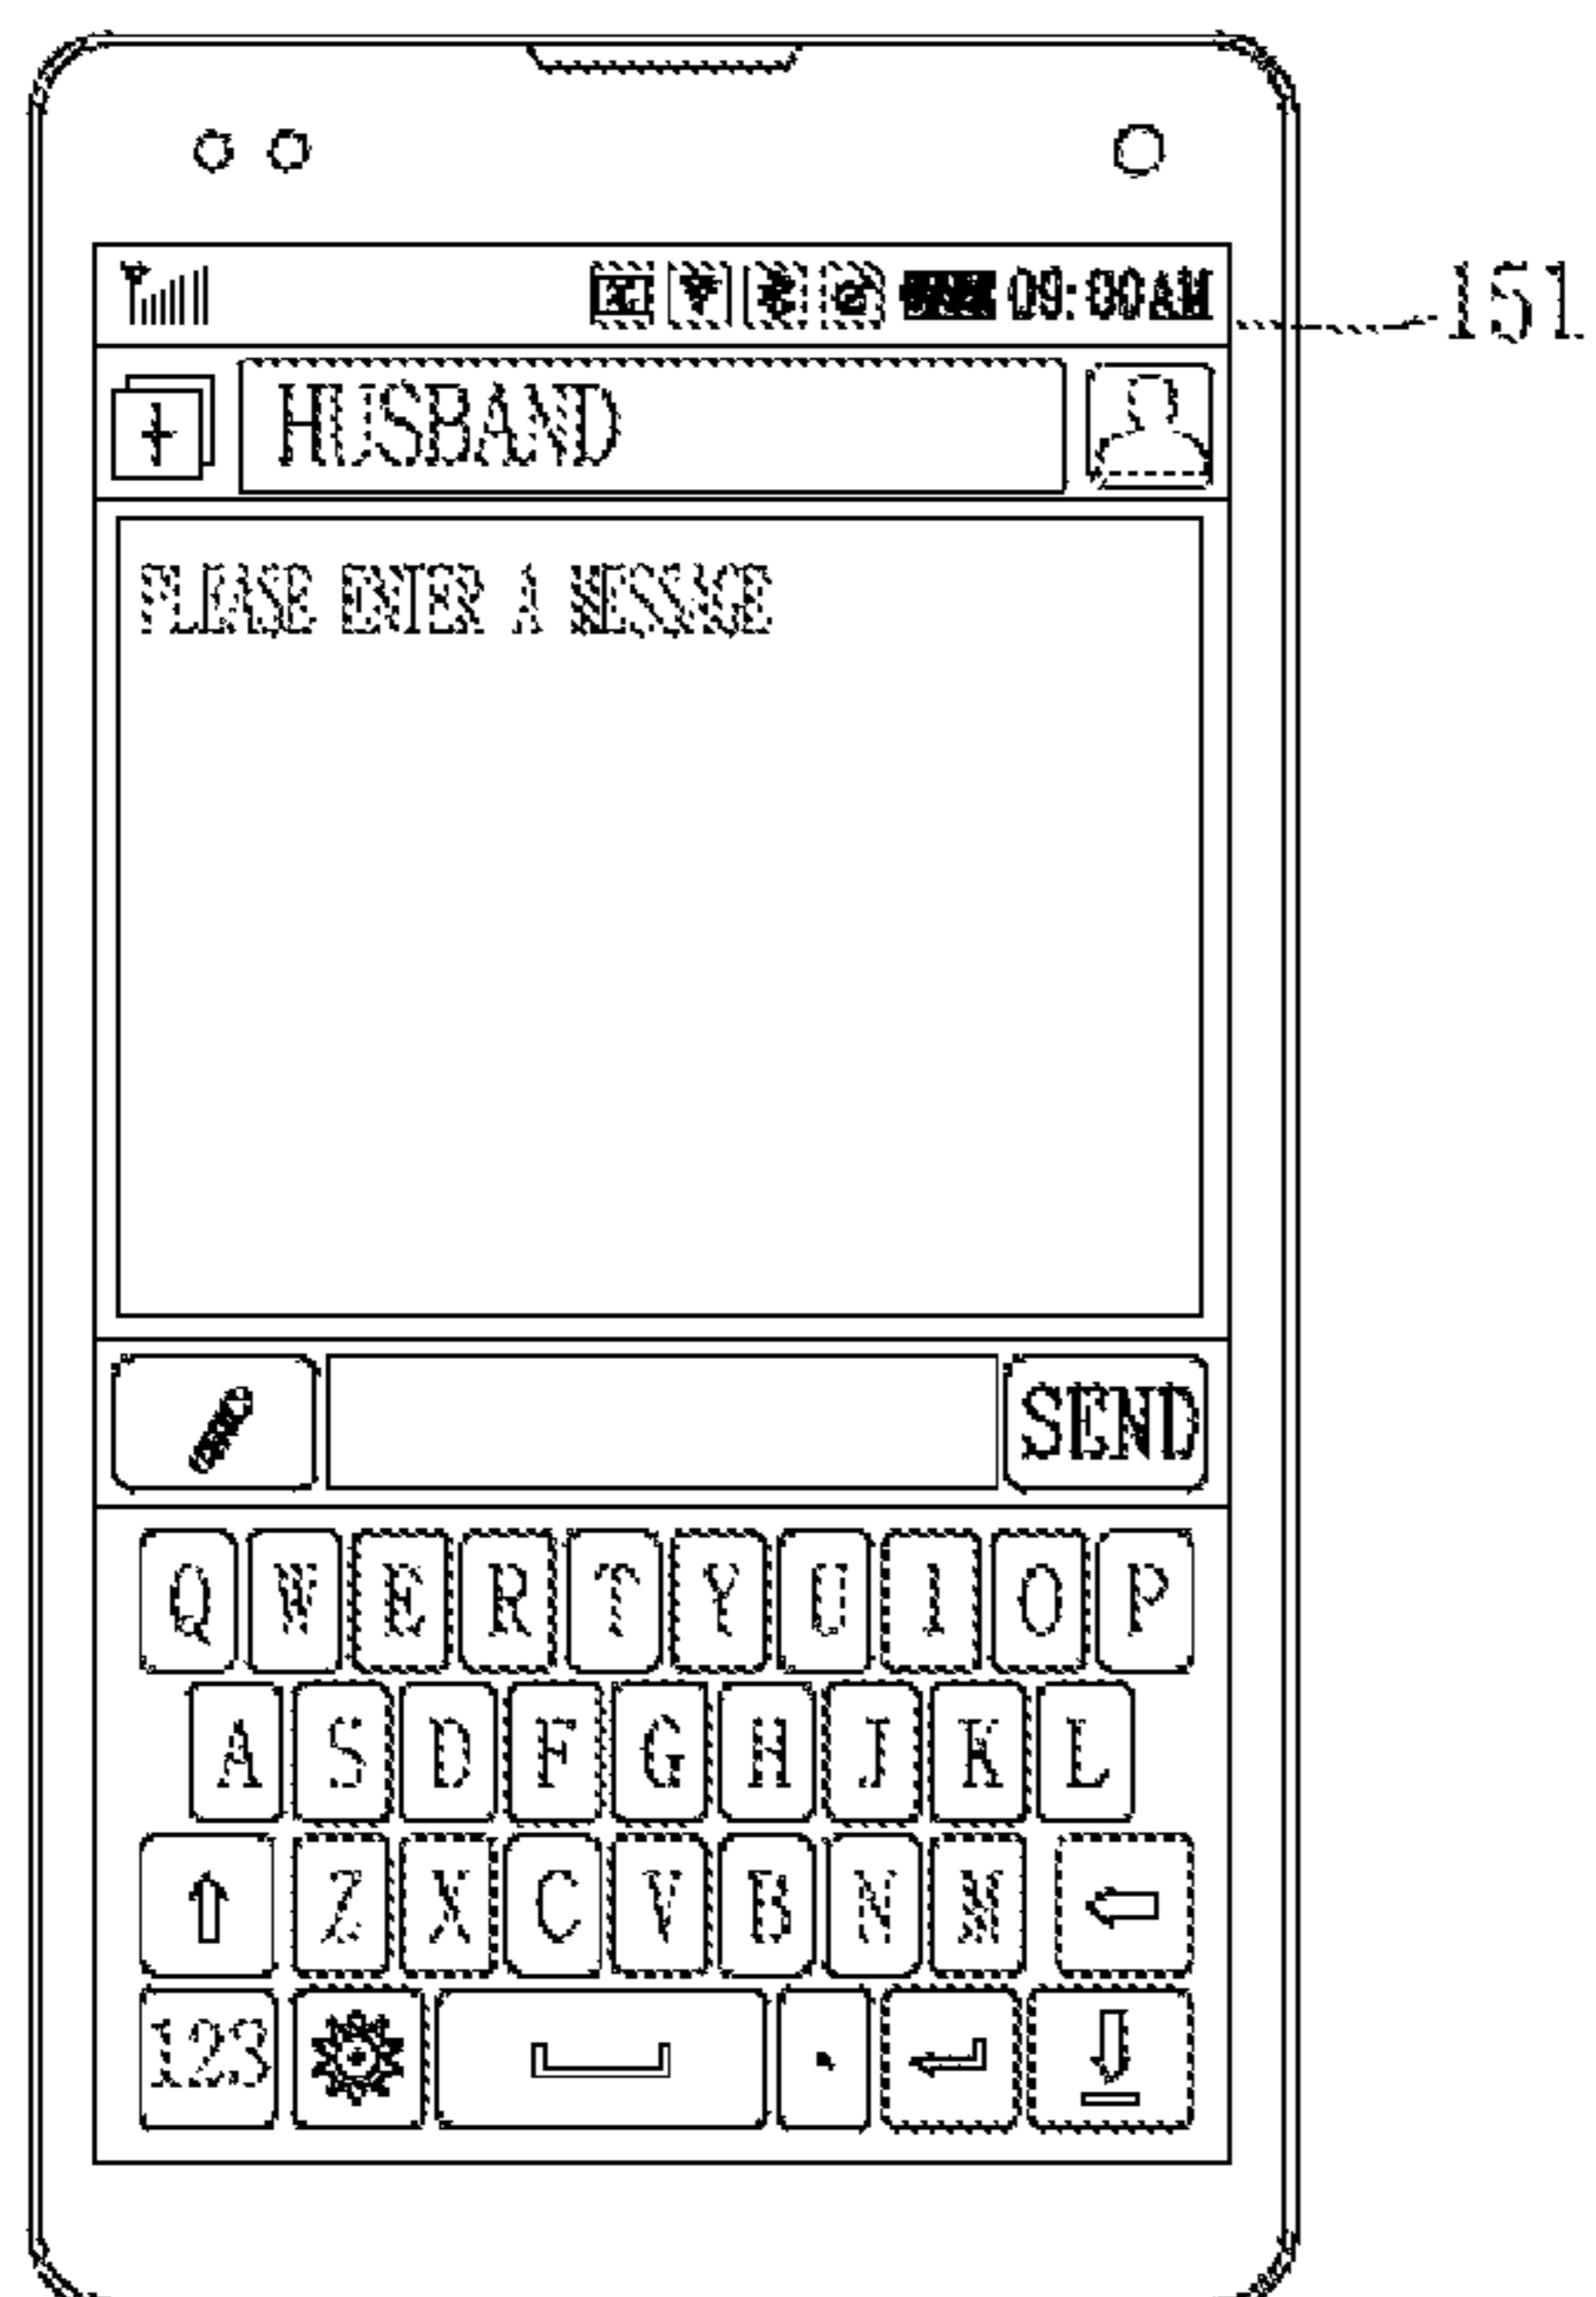 09:00AM
151
HUSBAND
PLEASE ENTER A MESSAGE
SEND
Q W E R T Y U I O P
A S D F G H J K L
Z X C V B N M
123 .